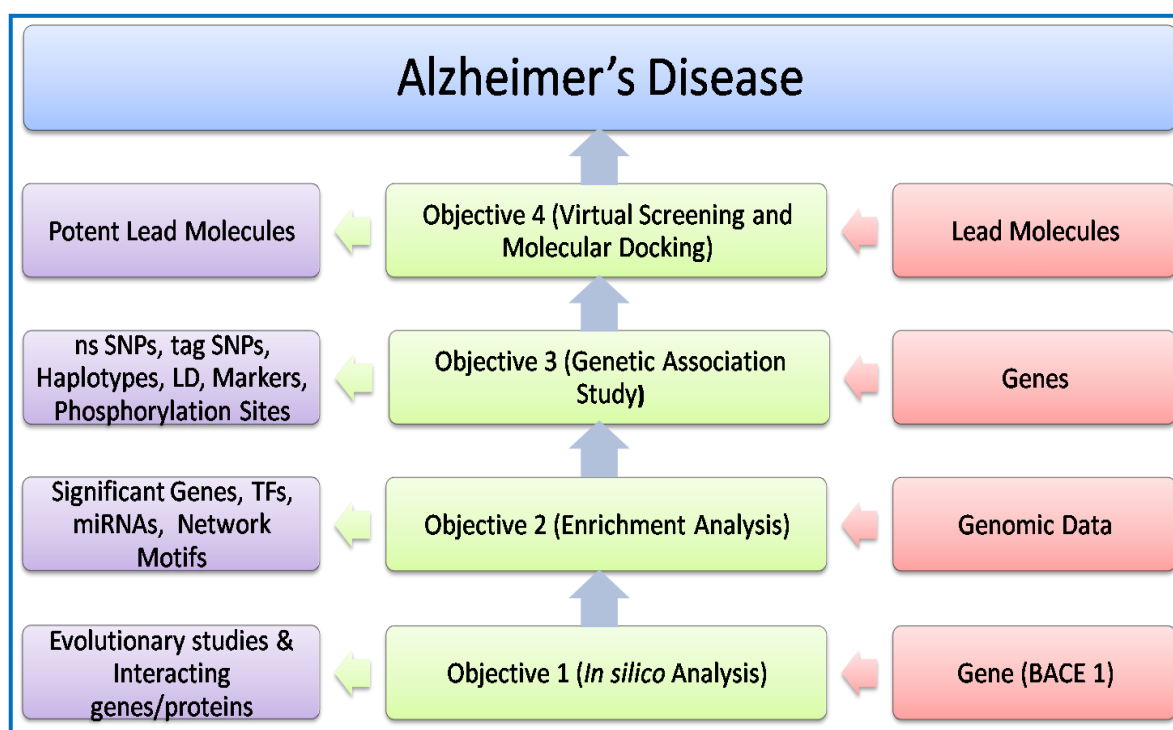 Alzheimer's Disease
Potent Lead Molecules
Objective 4 (Virtual Screening and
Molecular Docking)
Lead Molecules
ns SNPs, tag SNPs,
Haplotypes, LD, Markers,
Phosphorylation Sites
Objective 3 (Genetic Association
Study)
Genes
Significant Genes, TFs,
miRNAs, Network
Motifs
Objective 2 (Enrichment Analysis)
Genomic Data
Evolutionary studies &
Interacting
genes/proteins
Objective 1 (In silico Analysis)
Gene (BACE 1)